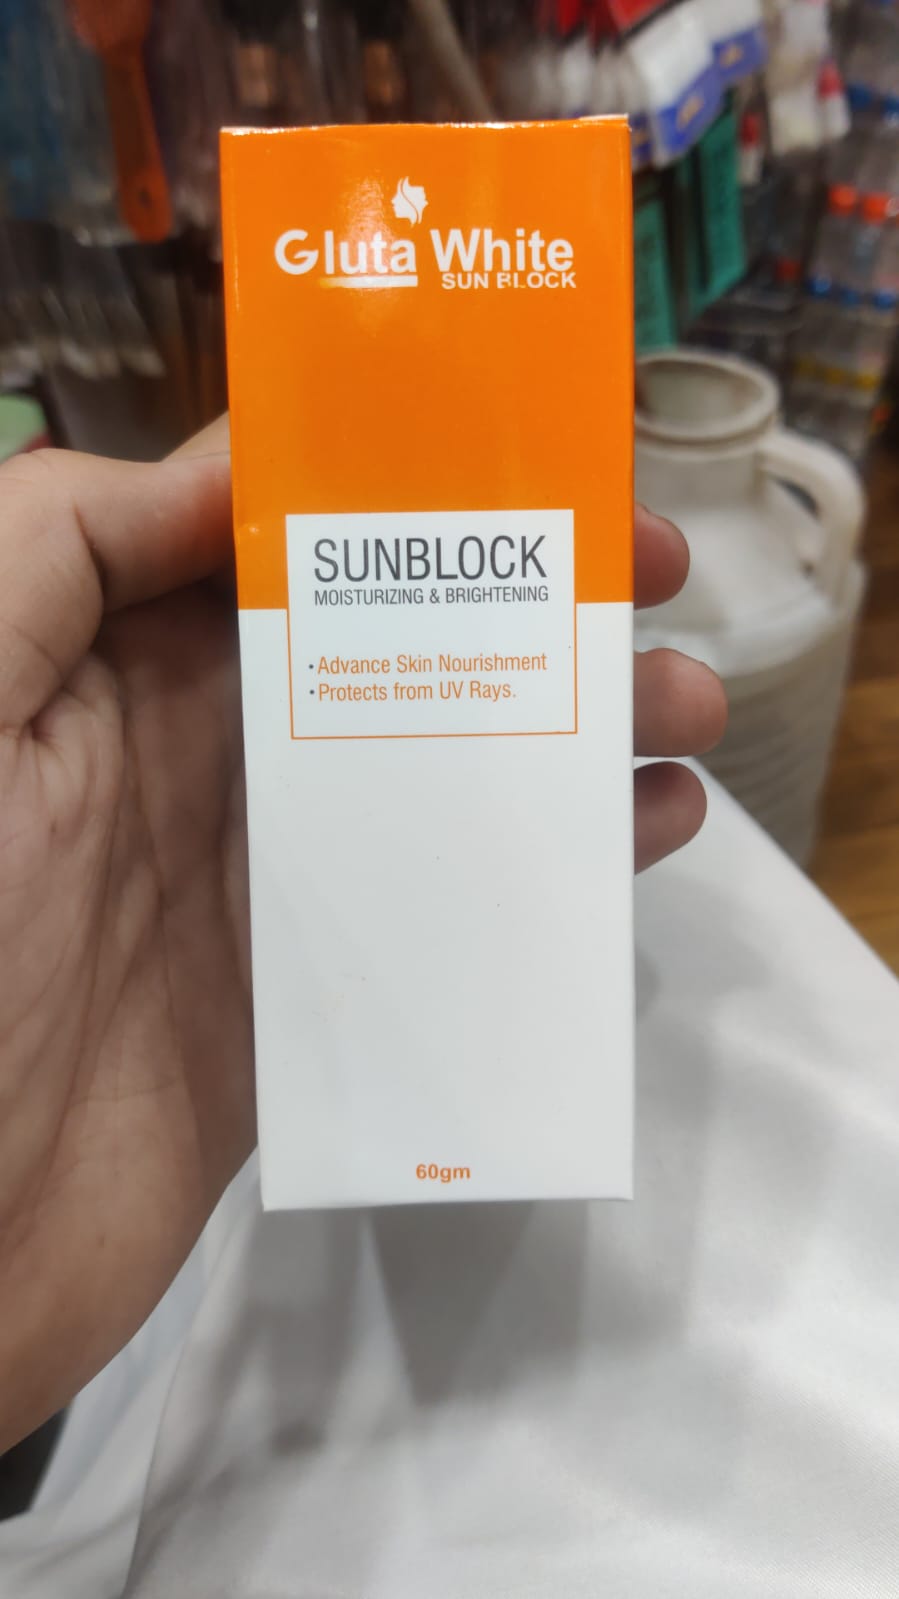 Gluta White
SUN BLOCK
SUNBLOCK
MOISTURIZING & BRIGHTENING
• Advance Skin Nourishment
• Protects from UV Rays.
60gm